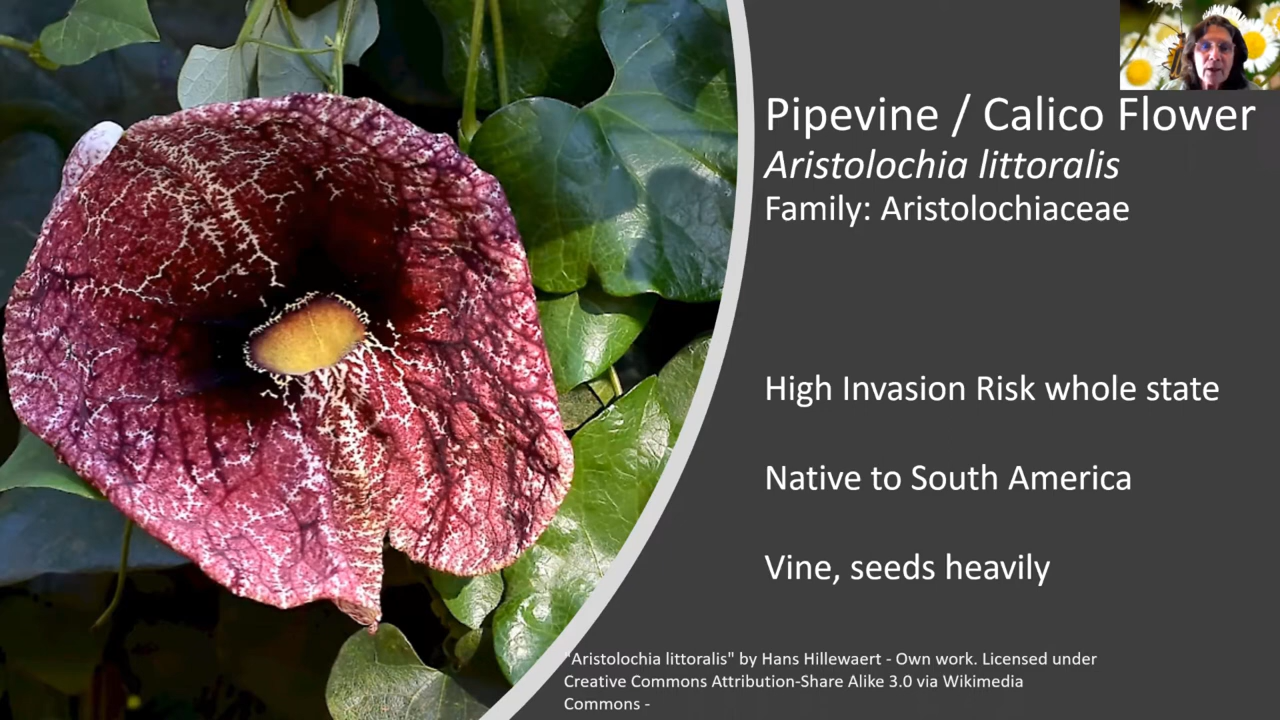 Pipevine / Calico Flower
Aristolochia littoralis
Family: Aristolochiaceae
High Invasion Risk whole state
Native to South America
Vine, seeds heavily
"Aristolochia littoralis" by Hans Hillewaert - Own work. Licensed under
Creative Commons Attribution-Share Alike 3.0 via Wikimedia
Commons -